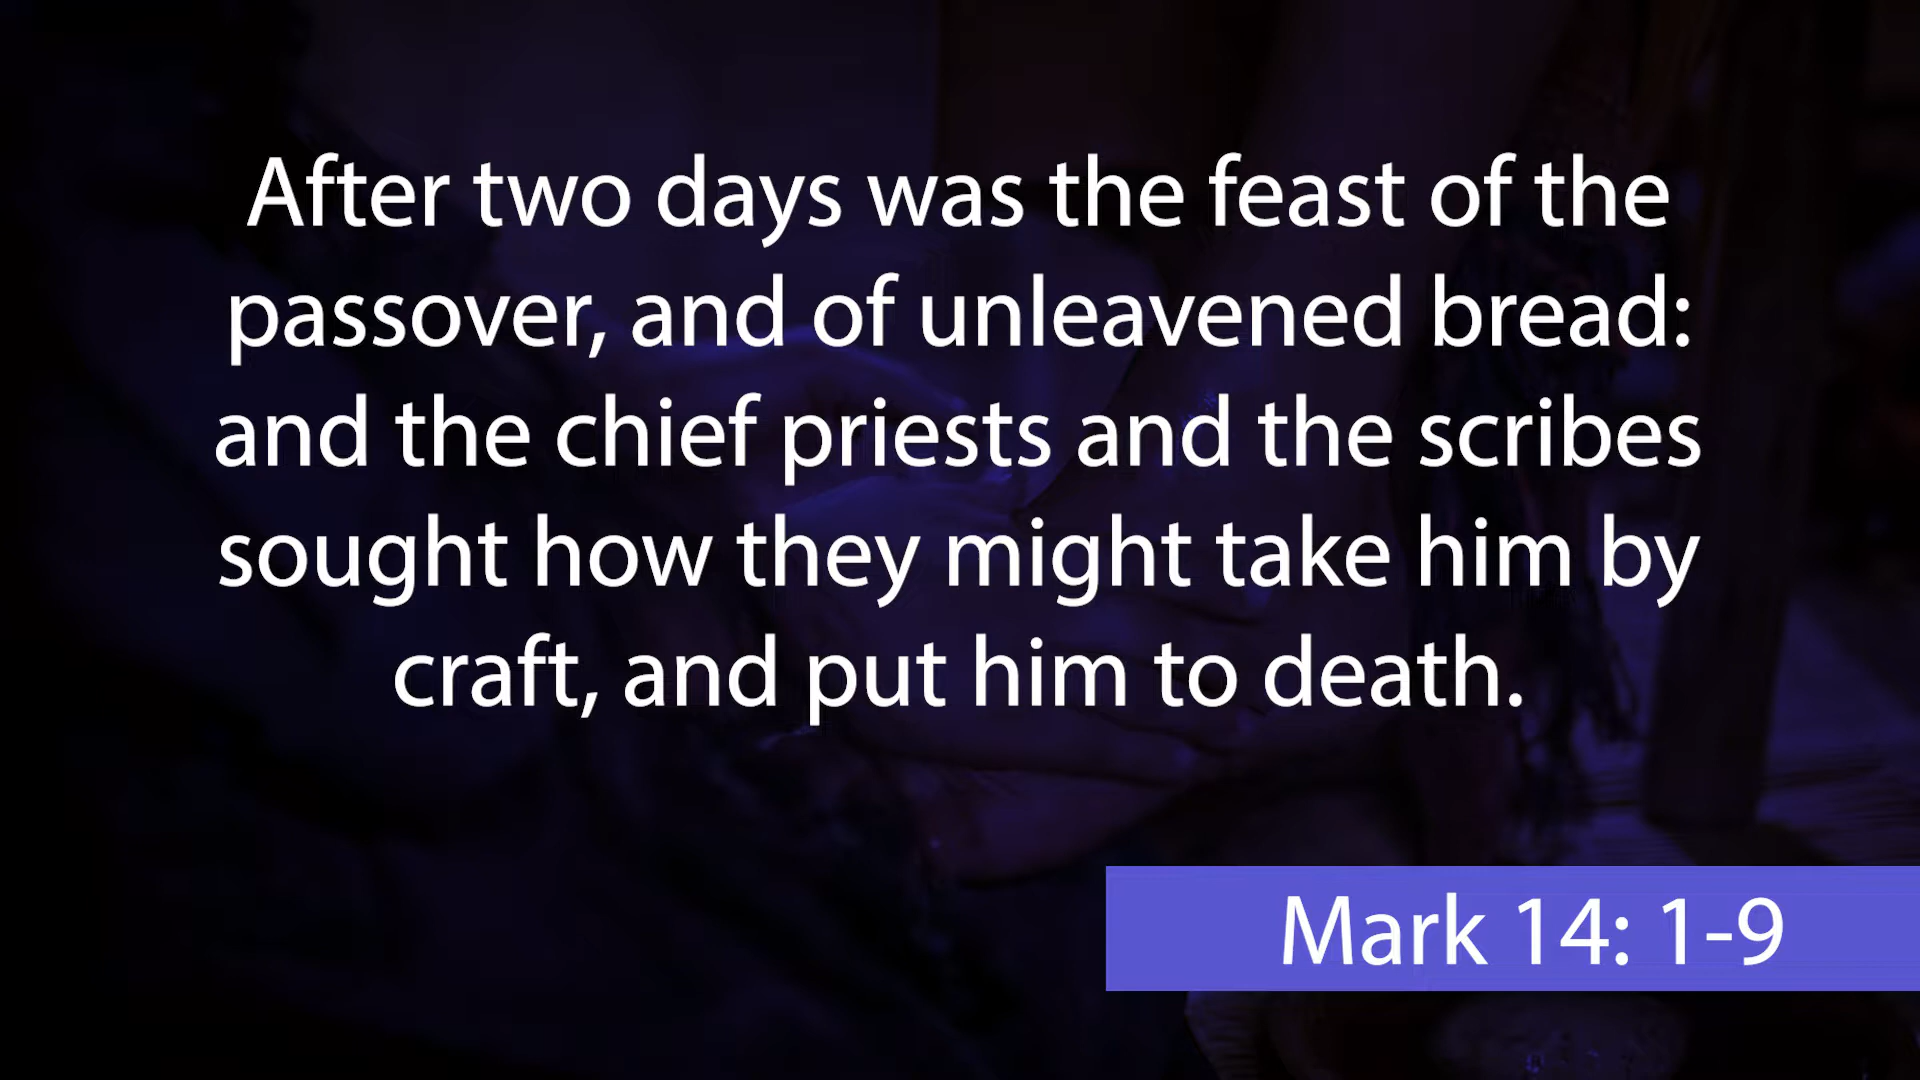 After two days was the feast of the
passover, and of unleavened bread:
and the chief priests and the scribes
sought how they might take him by
craft, and put him to death.
Mark 14: 1-9